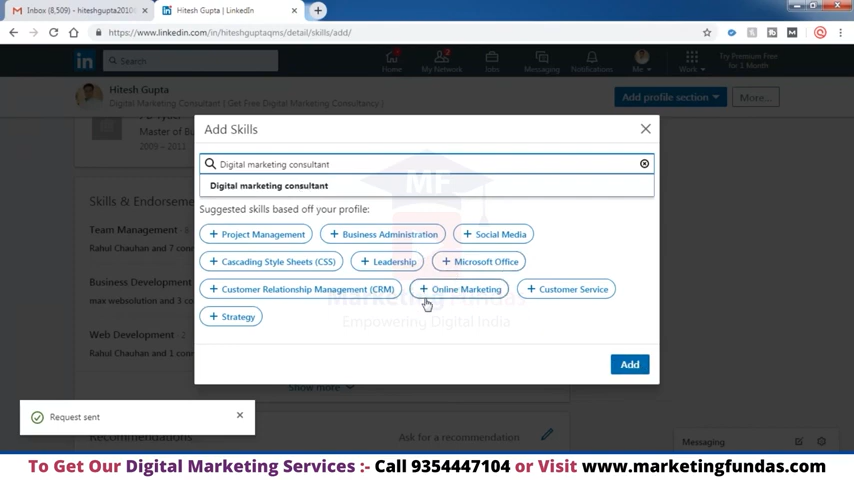 Inbox (8,509) - hiteshgupta2010
Hitesh Gupta | LinkedIn
https://www.linkedin.com/in/hiteshguptaqms/detail/skills/add/
in
Search
Home
My Network
Jobs
Messaging
Notifications
Me
Work
Try Premium Free
for 1 Month
Hitesh Gupta
Digital Marketing Consultant | Get Free Digital Marketing Consultancy |
Add profile section
More...
Master of Bu
2009 – 2011
Add Skills
Digital marketing consultant
Digital marketing consultant
MF
Suggested skills based off your profile:
+ Project Management
+ Business Administration
+ Social Media
+ Cascading Style Sheets (CSS)
+ Leadership
+ Microsoft Office
+ Customer Relationship Management (CRM)
+ Online Marketing
+ Customer Service
Marketing Fundas
+ Strategy
Empowering Digital India
Add
Skills & Endorseme
Team Management · 8
Rahul Chauhan and 7 conn
Business Development ·
max websolution and 3 co
Web Development · 2
Rahul Chauhan and 1 conn
Show more
Request sent
Recommendations
Ask for a recommendation
Messaging
To Get Our Digital Marketing Services :- Call 9354447104 or Visit www.marketingfundas.com